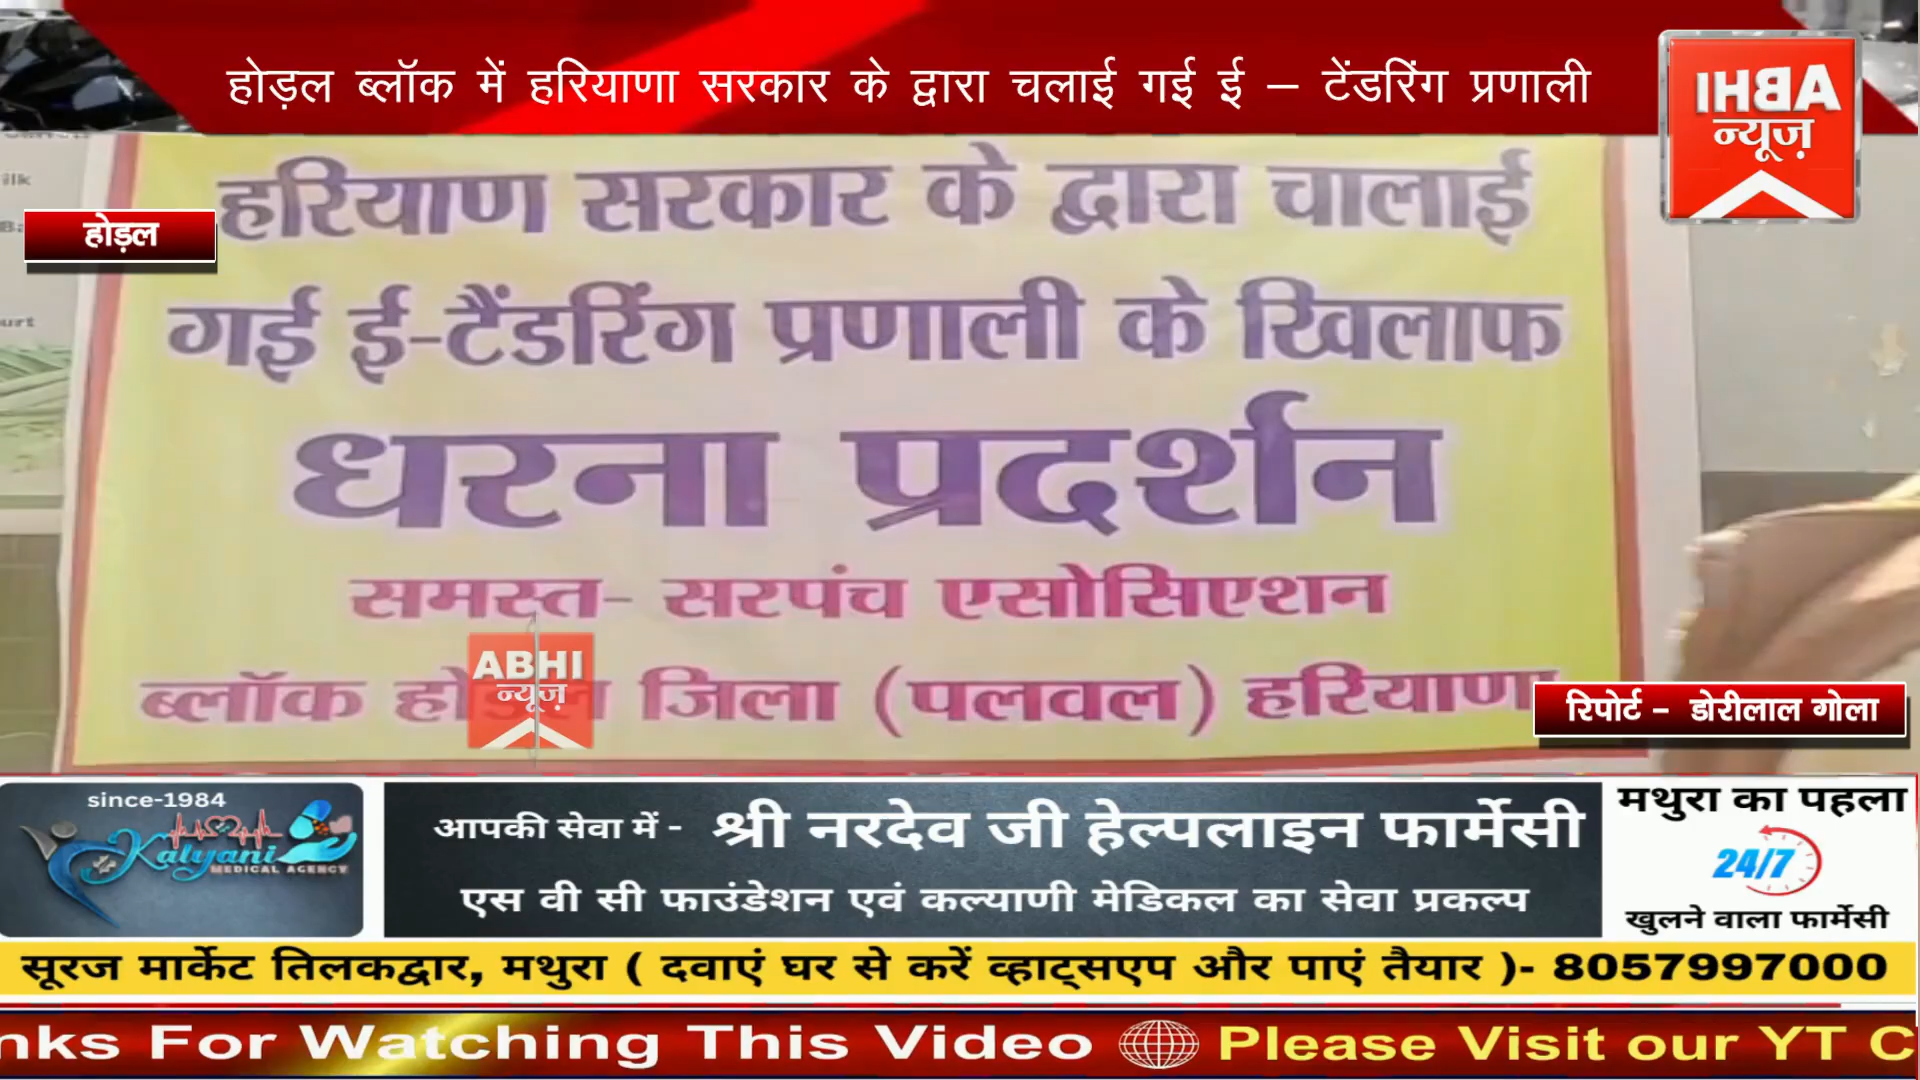 होड़ल ब्लॉक में हरियाणा सरकार के द्वारा चलाई गई ई – टेंडरिंग प्रणाली
ABHI
न्यूज़
ilk
होड़ल
हरियाण सरकार के द्वारा चालाई
गई ई-टैंडरिंग प्रणाली के खिलाफ
धरना प्रदर्शन
समस्त- सरपंच एसोसिएशन
ब्लॉक होडल जिला (पलवल) हरियाणा
ABHI
न्यूज़
रिपोर्ट – डोरीलाल गोला
since-1984
Kalyani
MEDICAL AGENCY
आपकी सेवा में - श्री नरदेव जी हेल्पलाइन फार्मेसी
एस वी सी फाउंडेशन एवं कल्याणी मेडिकल का सेवा प्रकल्प
मथुरा का पहला
24/7
खुलने वाला फार्मेसी
सूरज मार्केट तिलकद्वार, मथुरा ( दवाएं घर से करें व्हाट्सएप और पाएं तैयार )- 8057997000
nks For Watching This Video Please Visit our YT C